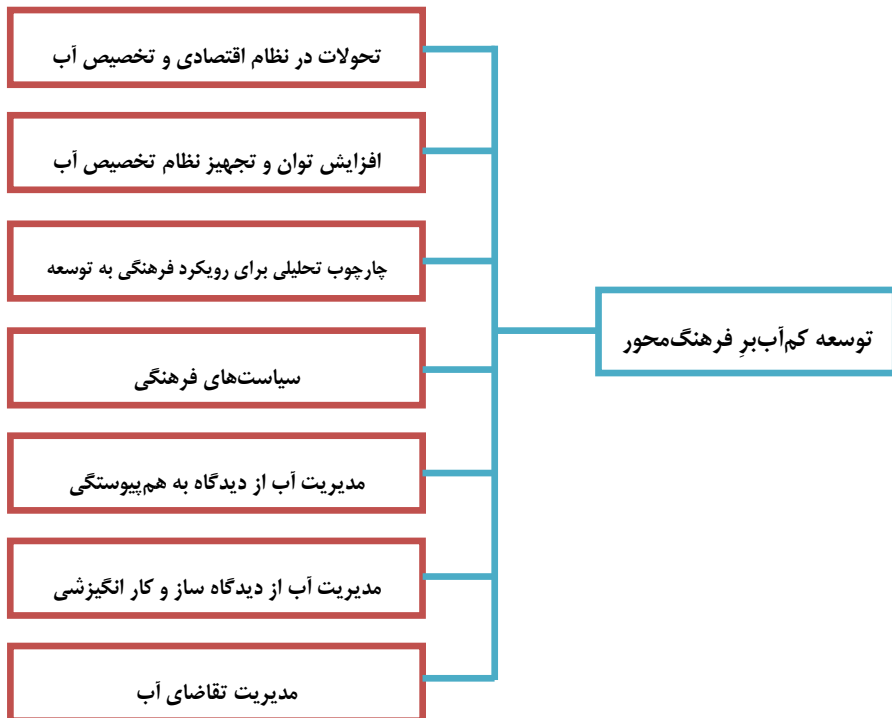 توسعه کم‌آب‌برِ فرهنگ‌محور
تحولات در نظام اقتصادی و تخصیص آب
افزایش توان و تجهیز نظام تخصیص آب
چارچوب تحلیلی برای رویکرد فرهنگی به توسعه
سیاست‌های فرهنگی
مدیریت آب از دیدگاه به هم‌پیوستگی
مدیریت آب از دیدگاه ساز و کار انگیزشی
مدیریت تقاضای آب